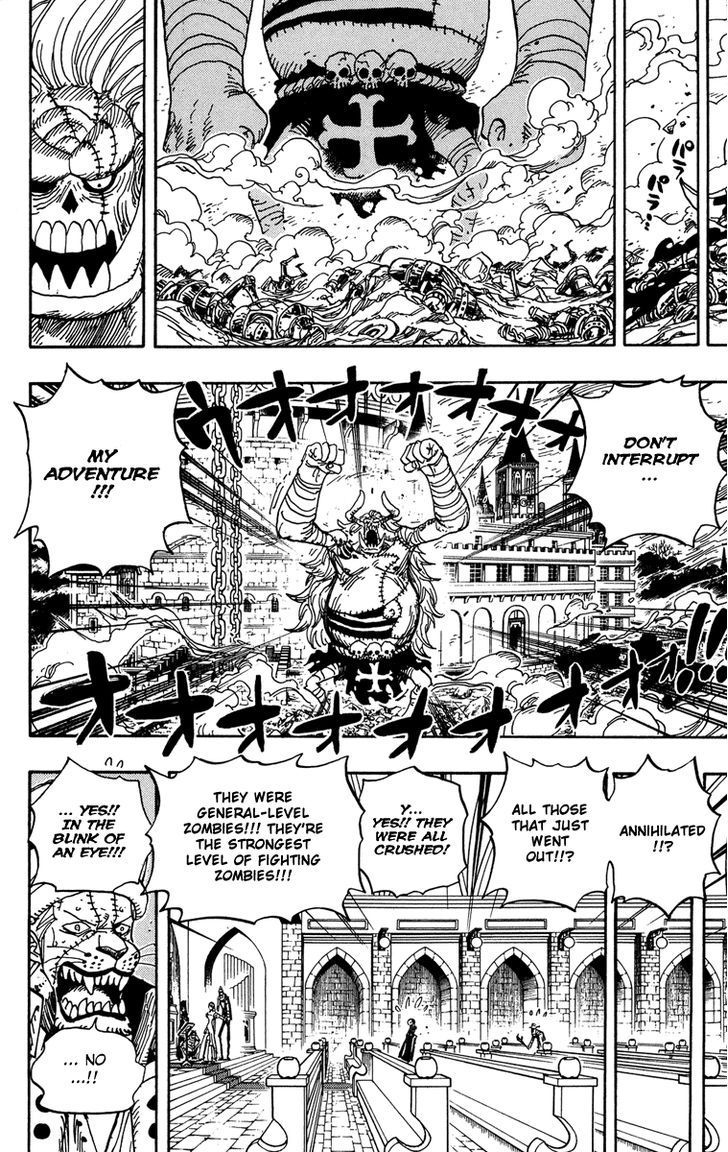 パラ
パラ…
DON'T
INTERRUPT
...
MY
ADVENTURE
!!!
ウオオオオオオオ
オオオオオオオオオオ!!!
ANNIHILATED
!!?
ALL THOSE
THAT JUST
WENT
OUT!!?
Y...
YES!! THEY
WERE ALL
CRUSHED!
THEY WERE
GENERAL-LEVEL
ZOMBIES!!! THEY'RE
THE STRONGEST
LEVEL OF FIGHTING
ZOMBIES!!!
... YES!!
IN THE
BLINK OF
AN EYE!!!
... NO
...!!